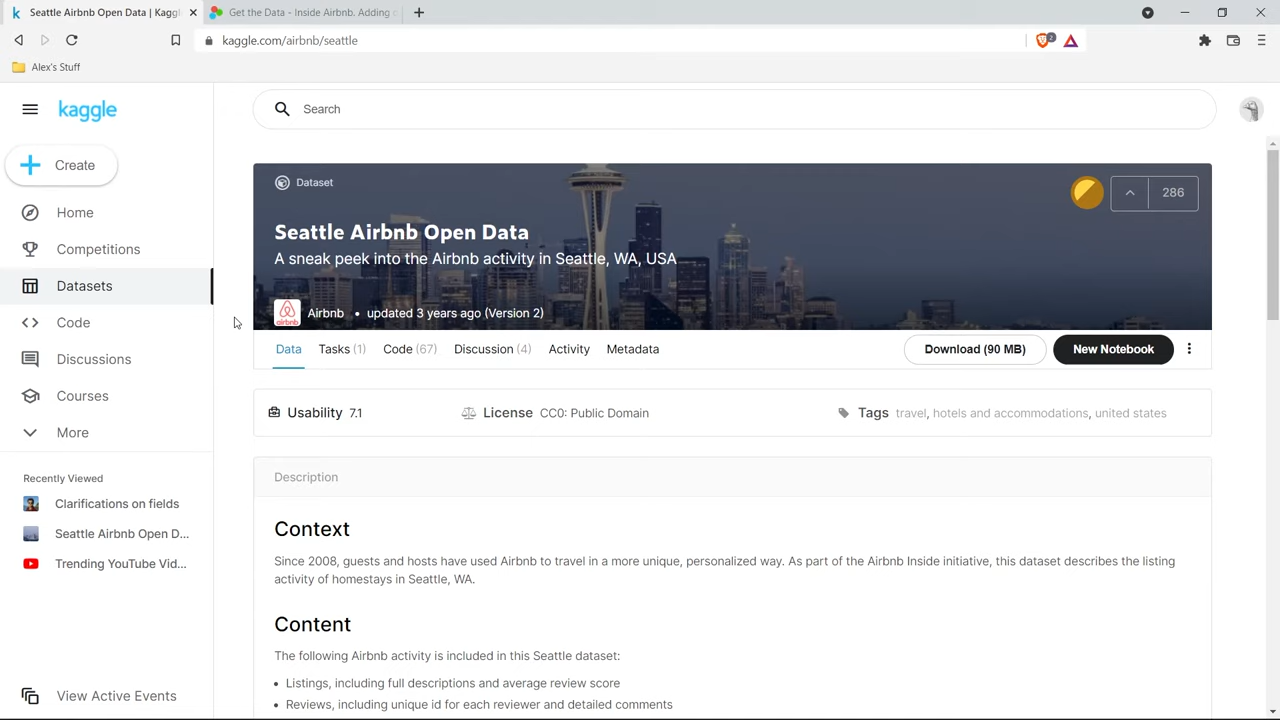 Seattle Airbnb Open Data | Kaggl
Get the Data - Inside Airbnb. Adding
kaggle.com/airbnb/seattle
2
Alex's Stuff
kaggle
Search
Create
Home
Competitions
Datasets
Code
Discussions
Courses
More
Recently Viewed
Clarifications on fields
Seattle Airbnb Open D...
Trending YouTube Vid...
View Active Events
Dataset
286
Seattle Airbnb Open Data
A sneak peek into the Airbnb activity in Seattle, WA, USA
airbnb
Airbnb • updated 3 years ago (Version 2)
Data Tasks (1) Code (67) Discussion (4) Activity Metadata Download (90 MB) New Notebook
Usability 7.1 License CC0: Public Domain Tags travel, hotels and accommodations, united states
Description
Context
Since 2008, guests and hosts have used Airbnb to travel in a more unique, personalized way. As part of the Airbnb Inside initiative, this dataset describes the listing
activity of homestays in Seattle, WA.
Content
The following Airbnb activity is included in this Seattle dataset:
• Listings, including full descriptions and average review score
• Reviews, including unique id for each reviewer and detailed comments